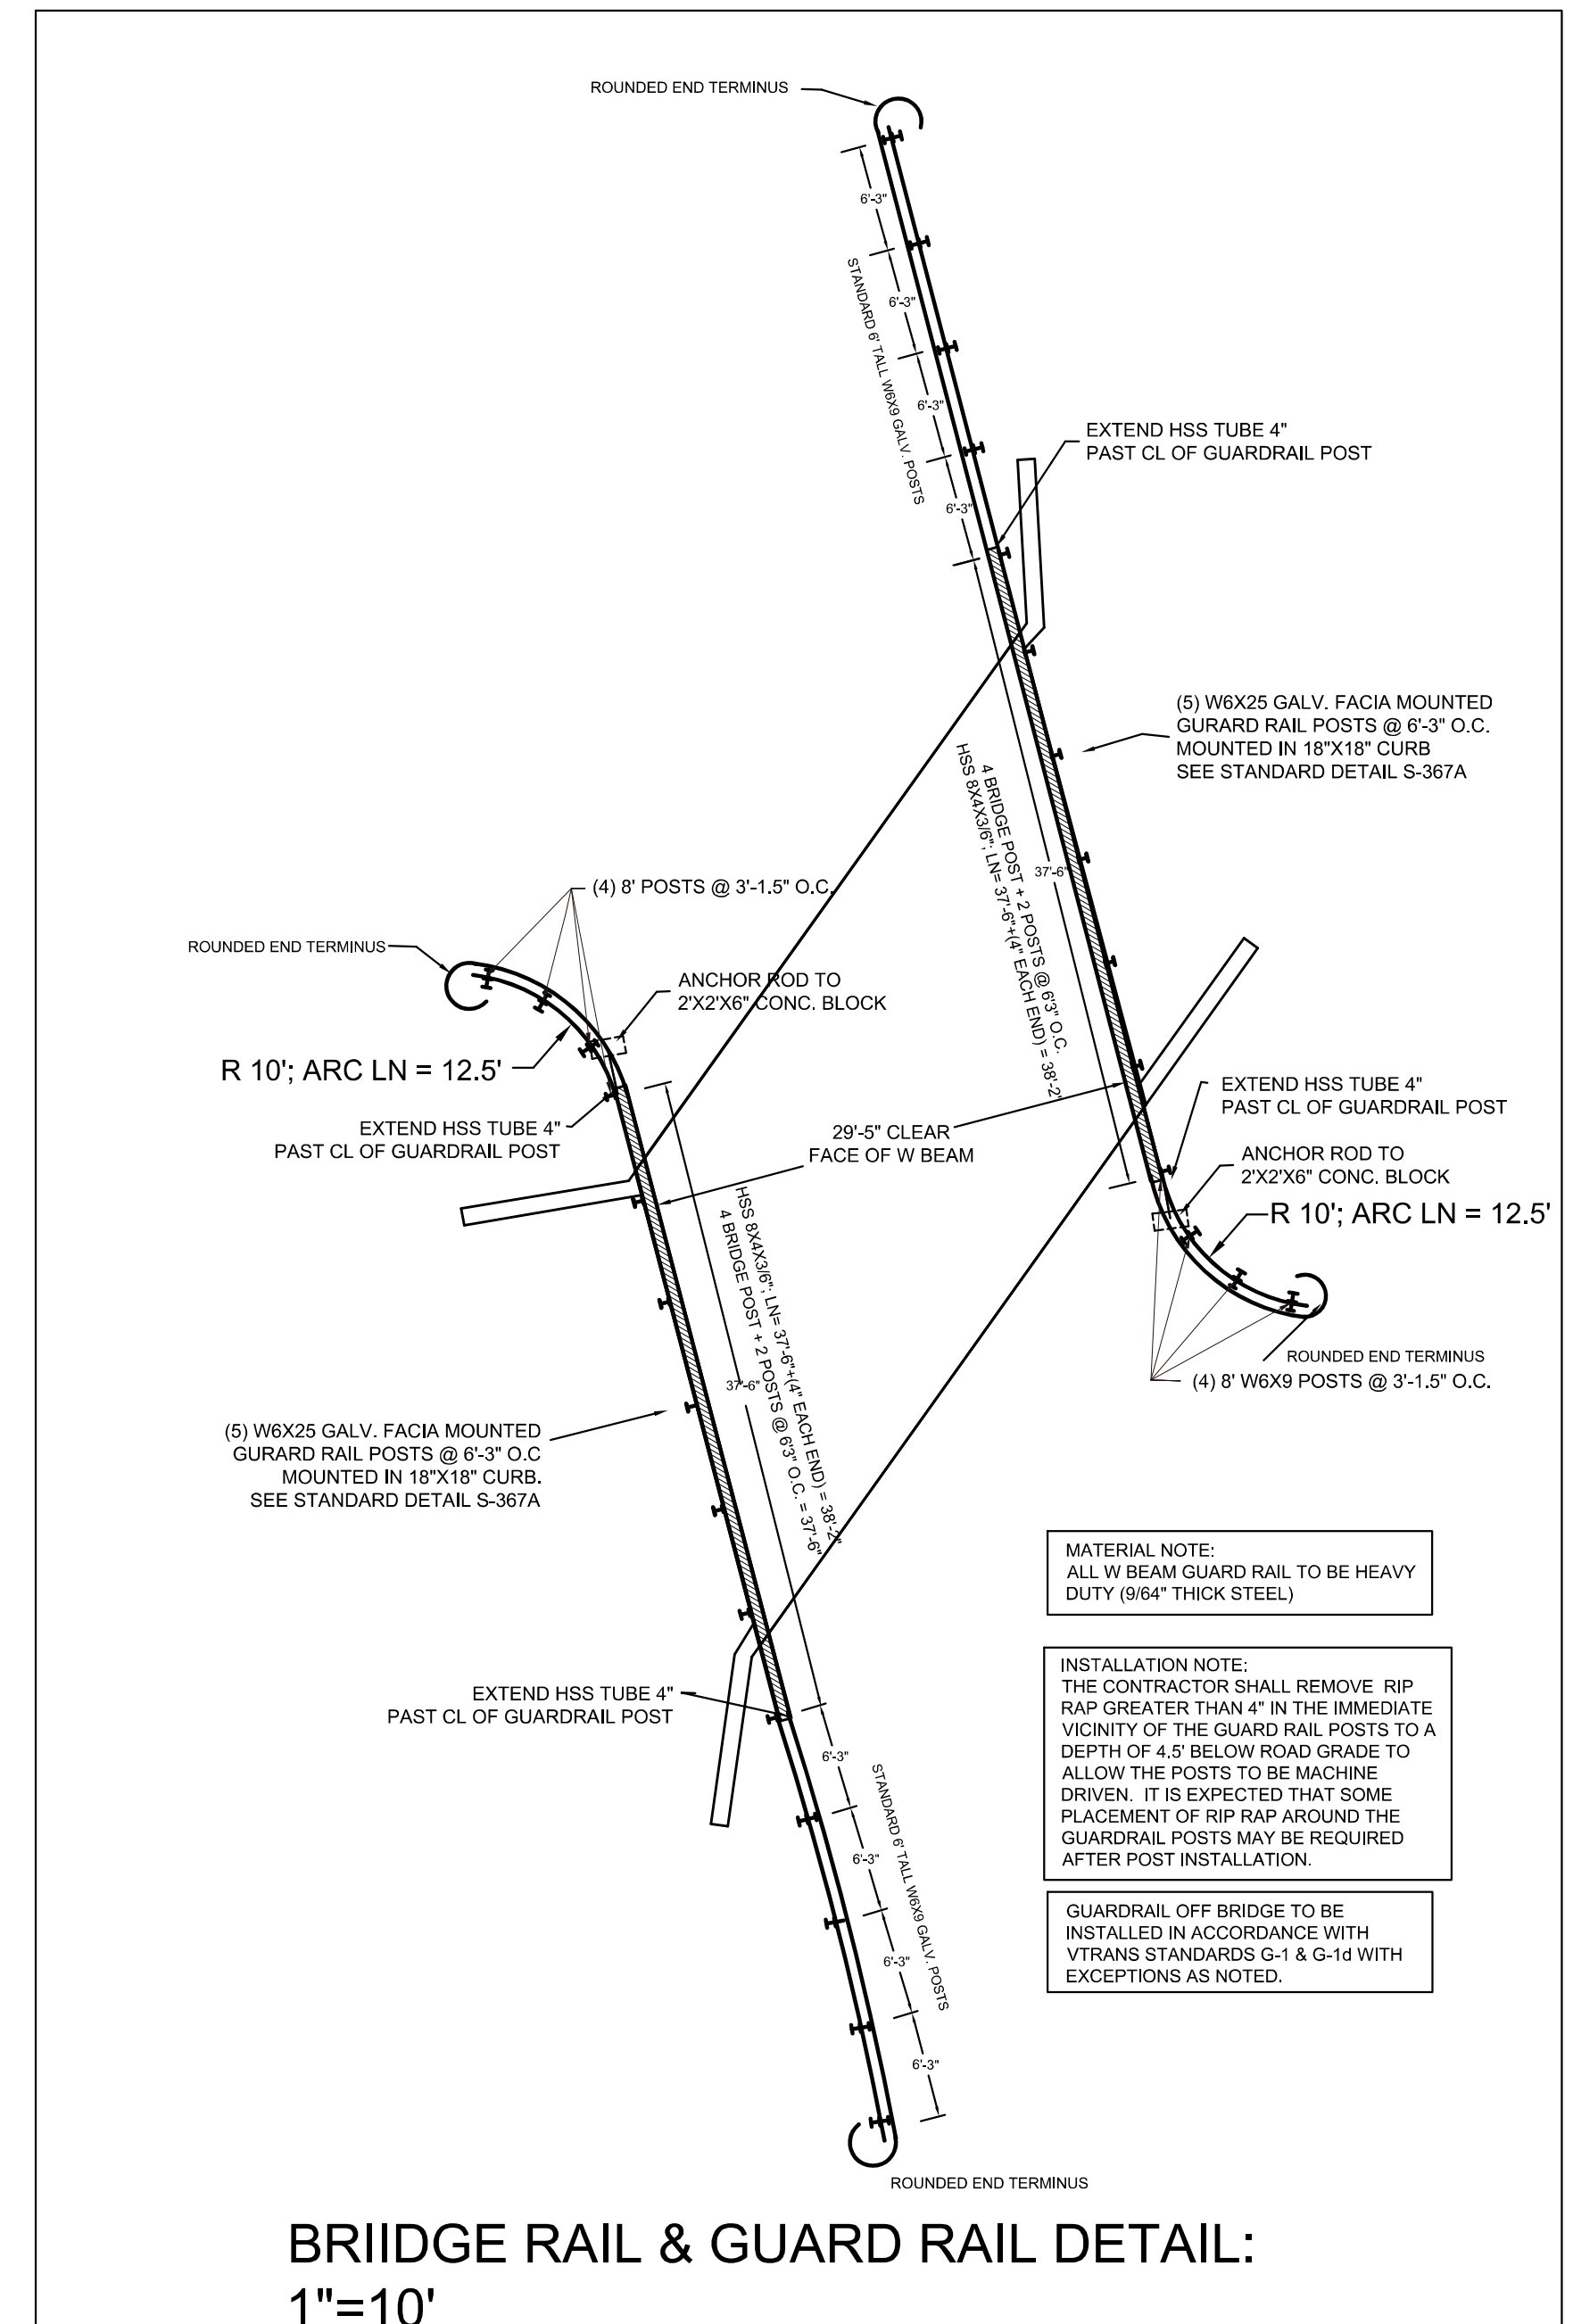 ROUNDED END TERMINUS
6'-3"
6'-3"
6'-3"
6'-3"
STANDARD 6' TALL W6X9 GALV. POSTS
EXTEND HSS TUBE 4"
PAST CL OF GUARDRAIL POST
(5) W6X25 GALV. FACIA MOUNTED
GURARD RAIL POSTS @ 6'-3" O.C.
MOUNTED IN 18"X18" CURB
SEE STANDARD DETAIL S-367A
4 BRIDGE POST + 2 POSTS @ 6'3" O.C.
HSS 8X4X3/6"; LN= 37'-6"+(4" EACH END) = 38'-2"
37'-6"
(4) 8' POSTS @ 3'-1.5" O.C.
ROUNDED END TERMINUS
ANCHOR ROD TO
2'X2'X6" CONC. BLOCK
R 10'; ARC LN = 12.5'
EXTEND HSS TUBE 4"
PAST CL OF GUARDRAIL POST
29'-5" CLEAR
FACE OF W BEAM
EXTEND HSS TUBE 4"
PAST CL OF GUARDRAIL POST
ANCHOR ROD TO
2'X2'X6" CONC. BLOCK
R 10'; ARC LN = 12.5'
ROUNDED END TERMINUS
(4) 8' W6X9 POSTS @ 3'-1.5" O.C.
HSS 8X4X3/6"; LN= 37'-6"+(4" EACH END) = 38'-2"
4 BRIDGE POST + 2 POSTS @ 6'3" O.C. = 37'-6"
37'-6"
(5) W6X25 GALV. FACIA MOUNTED
GURARD RAIL POSTS @ 6'-3" O.C
MOUNTED IN 18"X18" CURB.
SEE STANDARD DETAIL S-367A
MATERIAL NOTE:
ALL W BEAM GUARD RAIL TO BE HEAVY
DUTY (9/64" THICK STEEL)
INSTALLATION NOTE:
THE CONTRACTOR SHALL REMOVE RIP
RAP GREATER THAN 4" IN THE IMMEDIATE
VICINITY OF THE GUARD RAIL POSTS TO A
DEPTH OF 4.5' BELOW ROAD GRADE TO
ALLOW THE POSTS TO BE MACHINE
DRIVEN. IT IS EXPECTED THAT SOME
PLACEMENT OF RIP RAP AROUND THE
GUARDRAIL POSTS MAY BE REQUIRED
AFTER POST INSTALLATION.
GUARDRAIL OFF BRIDGE TO BE
INSTALLED IN ACCORDANCE WITH
VTRANS STANDARDS G-1 & G-1d WITH
EXCEPTIONS AS NOTED.
EXTEND HSS TUBE 4"
PAST CL OF GUARDRAIL POST
6'-3"
6'-3"
6'-3"
6'-3"
STANDARD 6' TALL W6X9 GALV. POSTS
ROUNDED END TERMINUS
BRIIDGE RAIL & GUARD RAIL DETAIL:
1"=10'